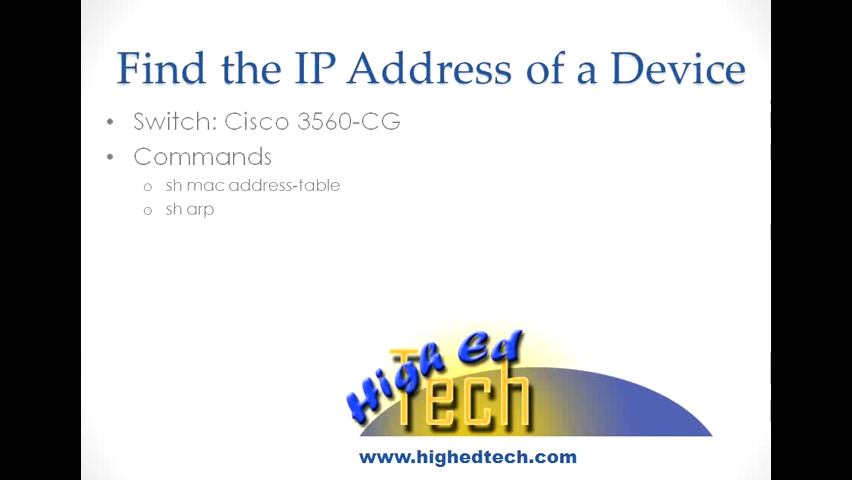 Find the IP Address of a Device
• Switch: Cisco 3560-CG
• Commands
o sh mac address-table
o sh arp
High Ed
Tech
www.highedtech.com